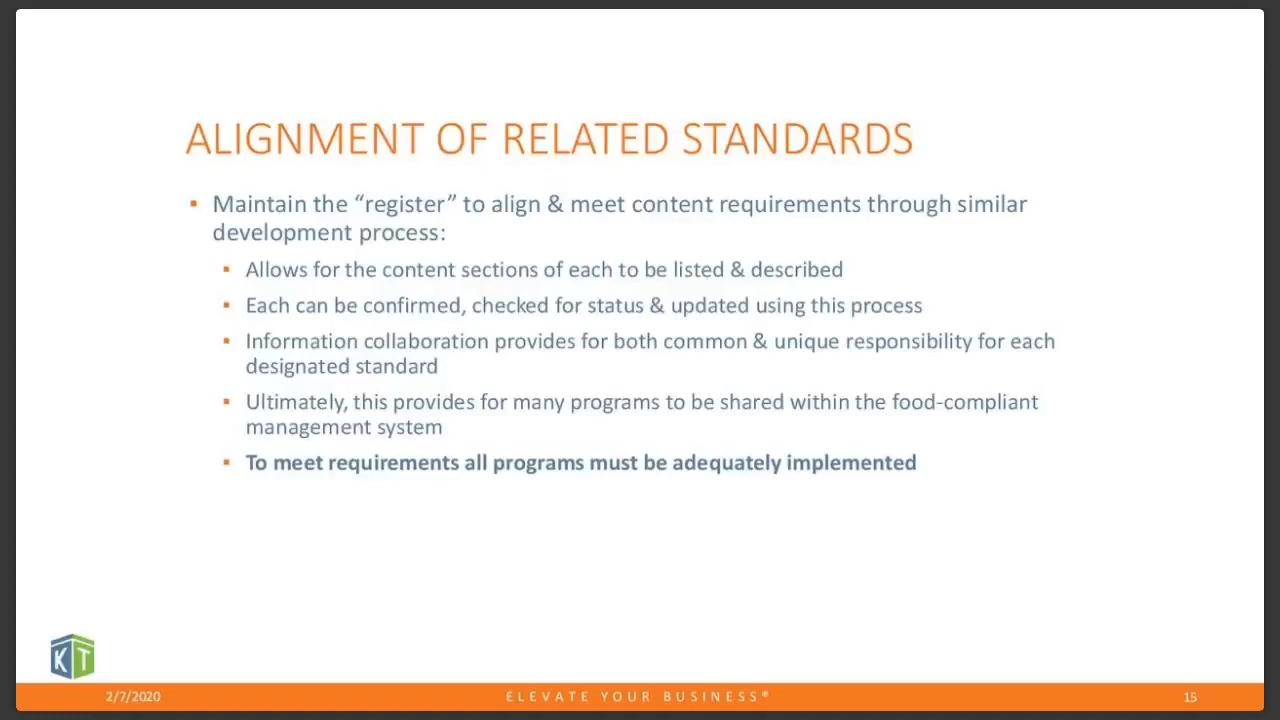 ALIGNMENT OF RELATED STANDARDS
▪ Maintain the “register” to align & meet content requirements through similar
development process:
▪ Allows for the content sections of each to be listed & described
▪ Each can be confirmed, checked for status & updated using this process
▪ Information collaboration provides for both common & unique responsibility for each
designated standard
▪ Ultimately, this provides for many programs to be shared within the food-compliant
management system
▪ To meet requirements all programs must be adequately implemented
KT
2/7/2020
ELEVATE YOUR BUSINESS®
15